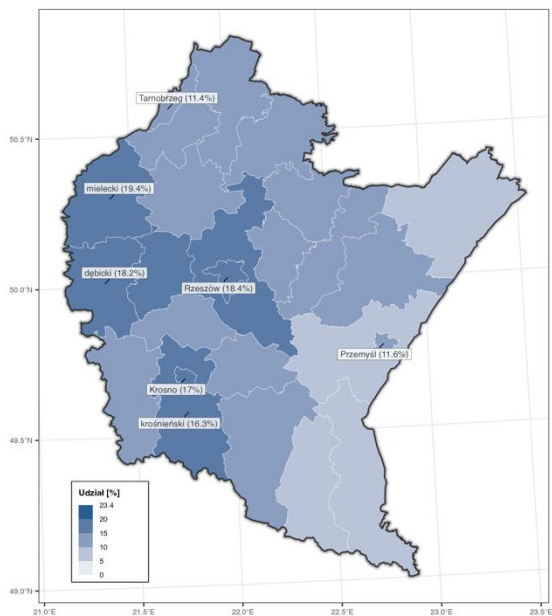 Tarnobrzeg (11.4%)
50.5°N
mielecki (19.4%)
dębicki (18.2%)
Rzeszów (18.4%)
50.0°N
Przemyśl (11.6%)
Krosno (17%)
krośnieński (16.3%)
49.5°N
Udział [%]
23.4
20
15
10
5
0
49.0°N
21.0°E
21.5°E
22.0°E
22.5°E
23.0°E
23.5°E